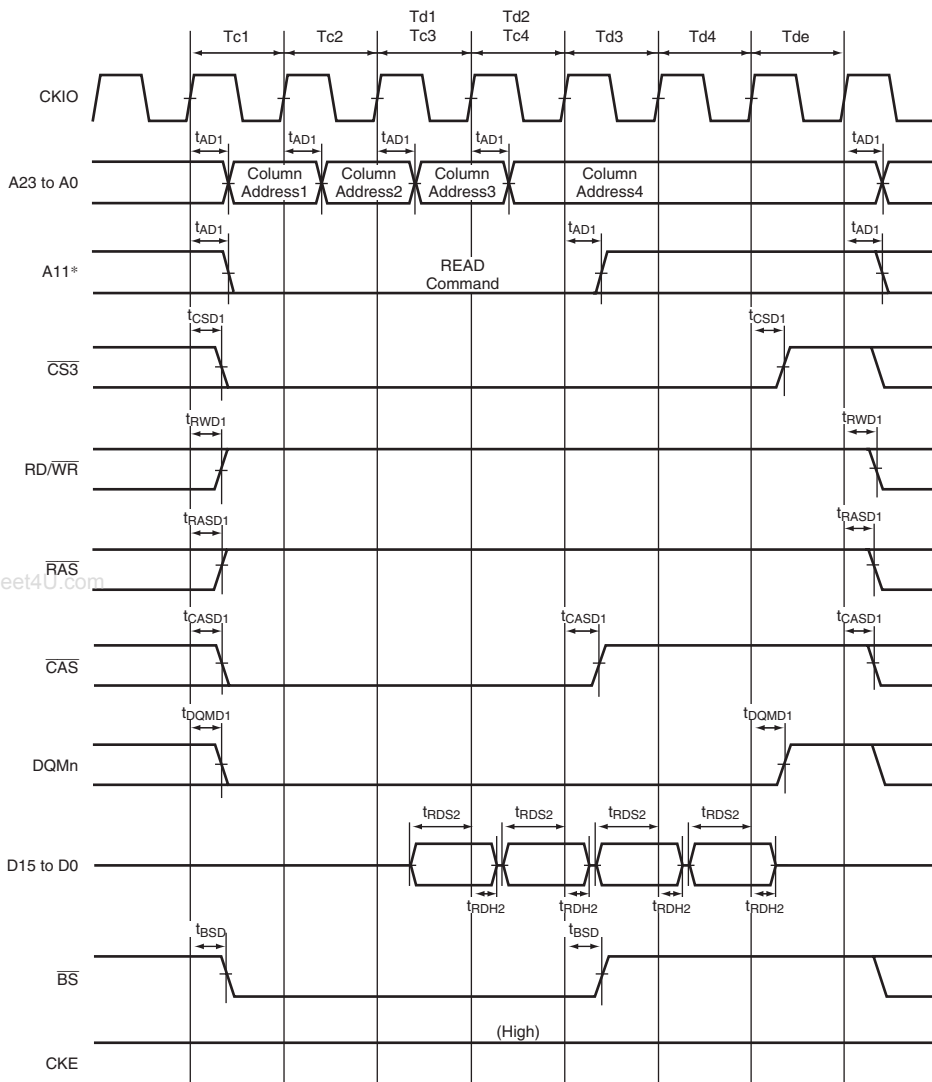 Td1 Td2
Tc1 Tc2 Tc3 Tc4 Td3 Td4 Tde
CKIO
tAD1 tAD1 tAD1 tAD1 tAD1
A23 to A0
Column Address1
Column Address2
Column Address3
Column Address4
tAD1 tAD1 tAD1
A11*
READ
Command
tCSD1 tCSD1
CS3
tRWD1 tRWD1
RD/WR
tRASD1 tRASD1
RAS
eet4U.com
tCASD1 tCASD1 tCASD1
CAS
tDQMD1 tDQMD1
DQMn
tRDS2 tRDS2 tRDS2 tRDS2
D15 to D0
tRDH2 tRDH2 tRDH2 tRDH2
tBSD tBSD
BS
(High)
CKE